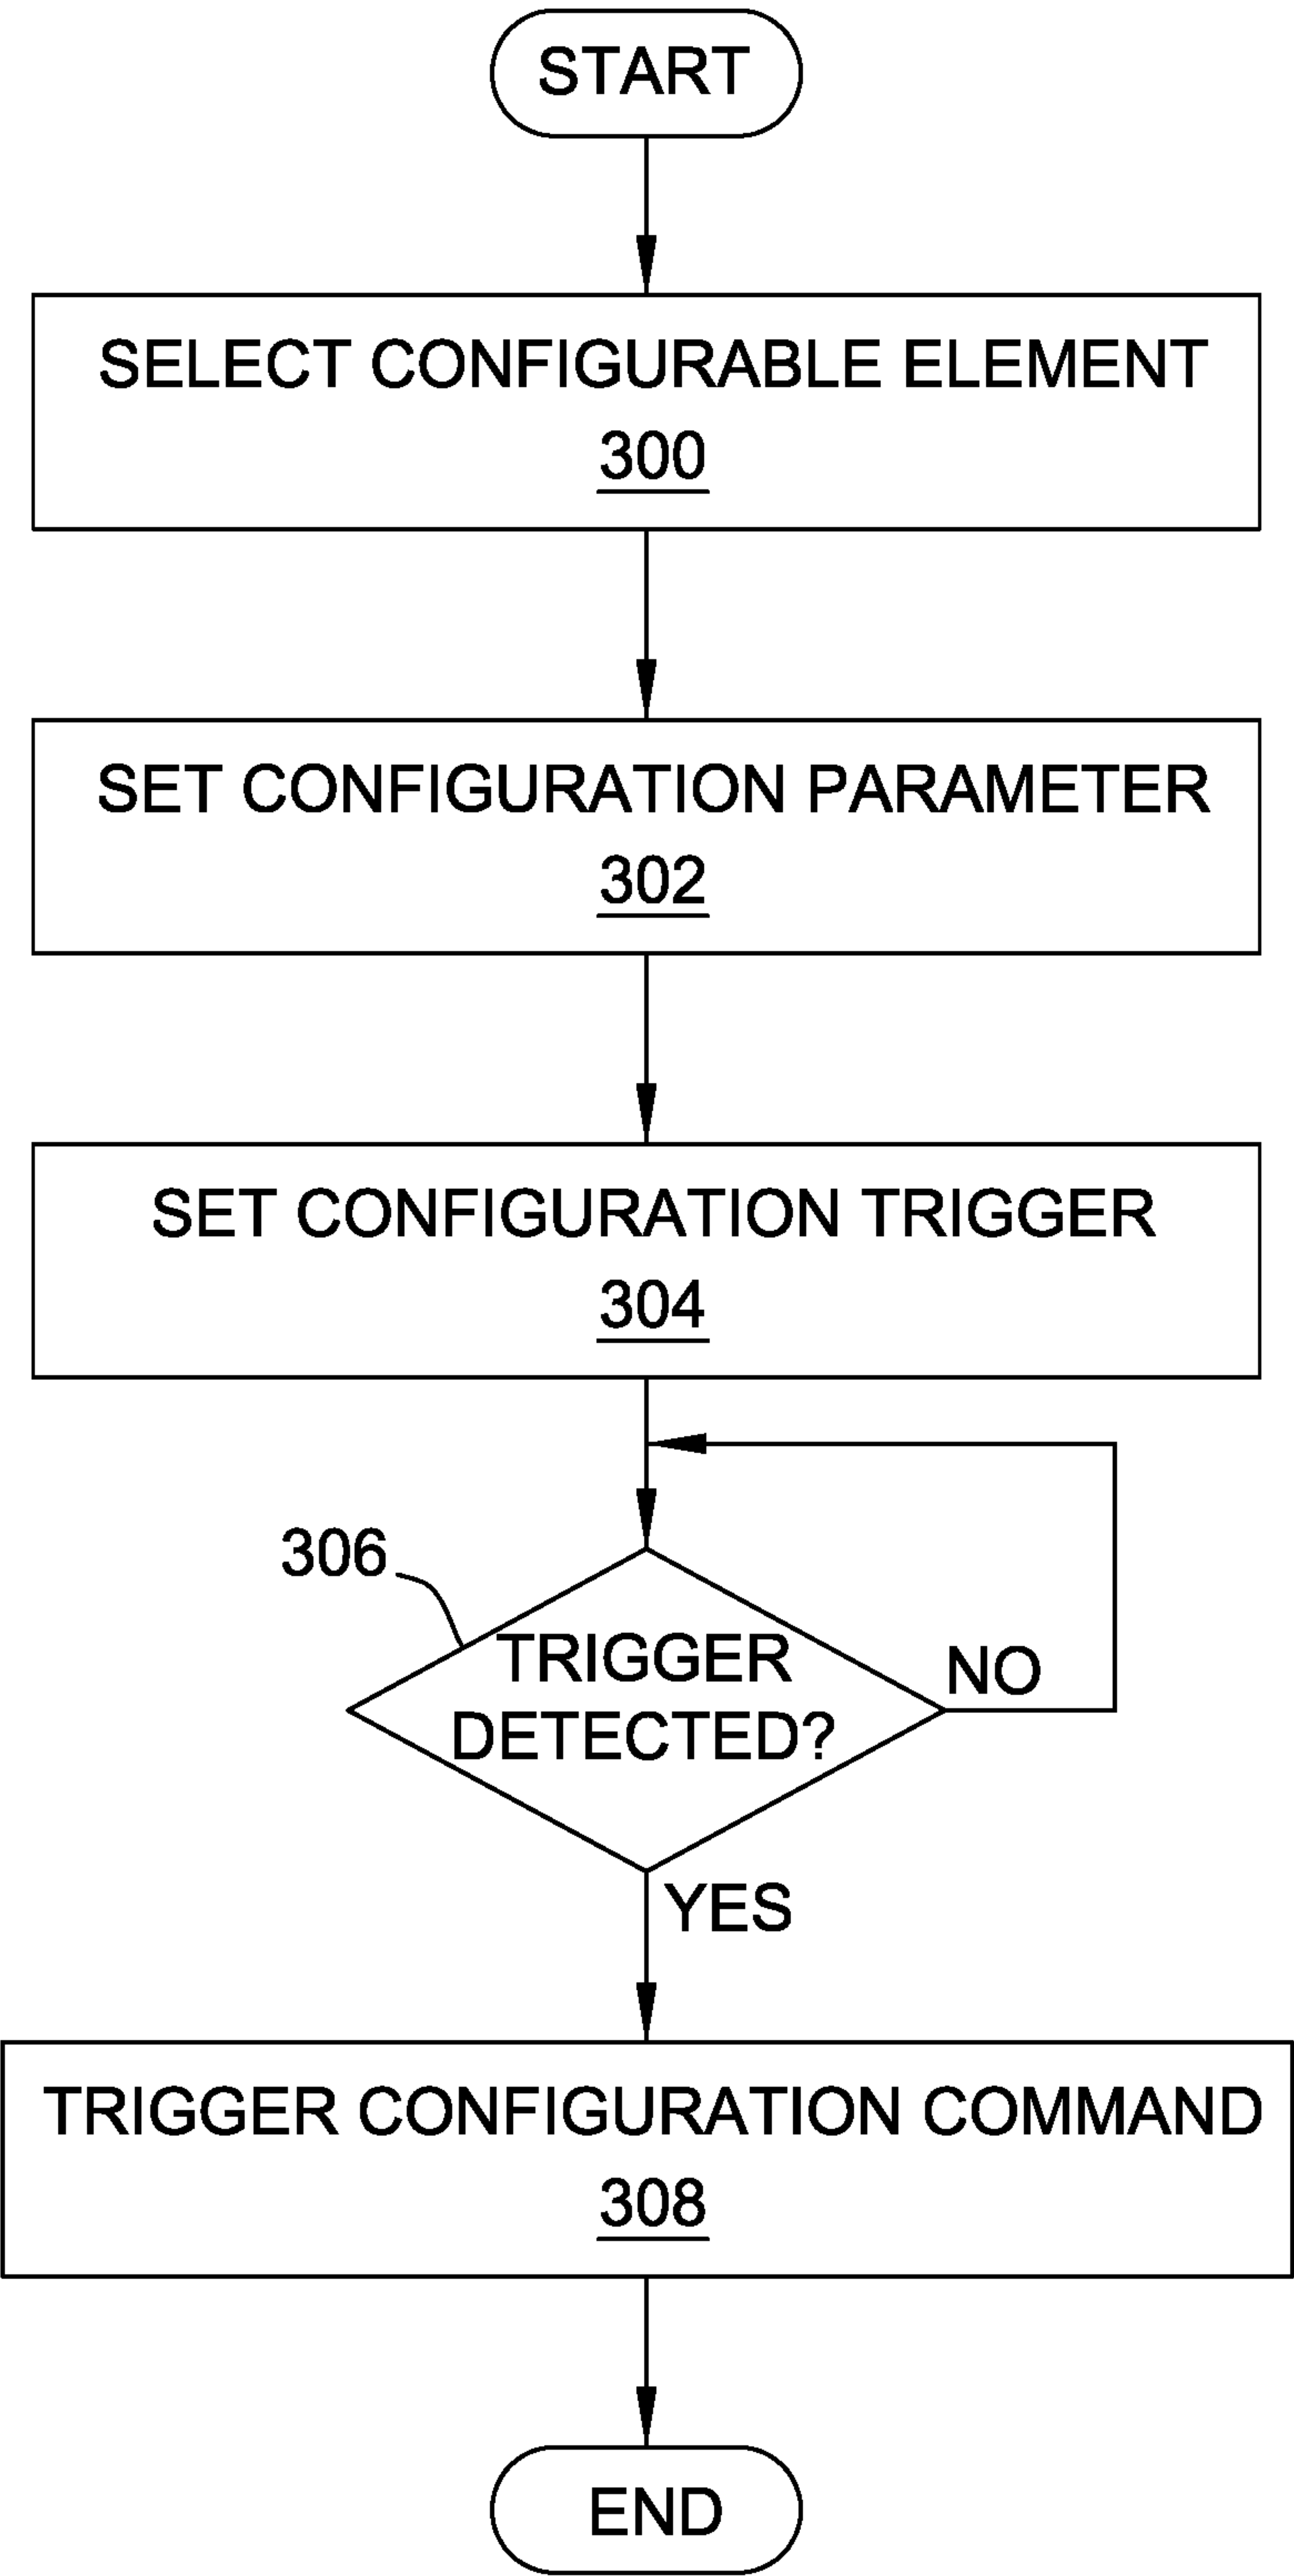 START
SELECT CONFIGURABLE ELEMENT
300
SET CONFIGURATION PARAMETER
302
SET CONFIGURATION TRIGGER
304
306
TRIGGER
DETECTED?
NO
YES
TRIGGER CONFIGURATION COMMAND
308
END